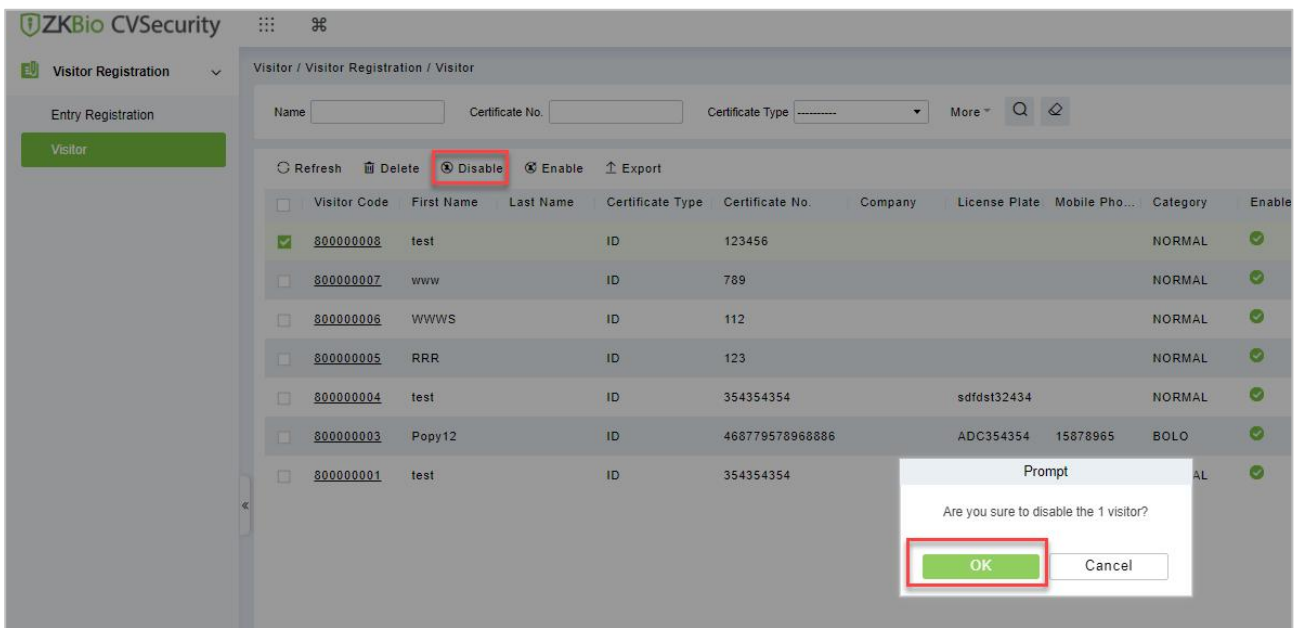 ZKBio CVSecurity
Visitor Registration
Visitor / Visitor Registration / Visitor
Entry Registration
Name Certificate No. Certificate Type ---------- More
Visitor
Refresh Delete Disable Enable Export
Visitor Code First Name Last Name Certificate Type Certificate No. Company License Plate Mobile Pho... Category Enable
800000008 test ID 123456 NORMAL
800000007 www ID 789 NORMAL
800000006 WWWS ID 112 NORMAL
800000005 RRR ID 123 NORMAL
800000004 test ID 354354354 sdfdst32434 NORMAL
800000003 Popy12 ID 468779578968886 ADC354354 15878965 BOLO
800000001 test ID 354354354 AL
Prompt
Are you sure to disable the 1 visitor?
OK Cancel